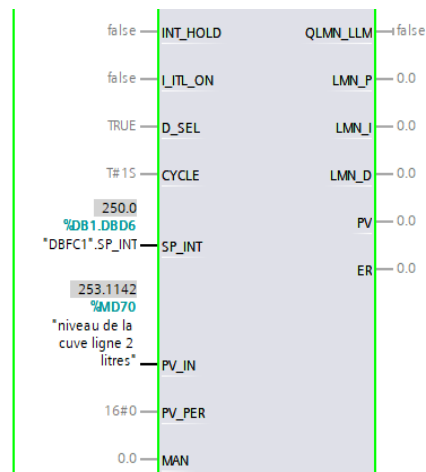 false INT_HOLD QLMN_LLM false
false I_ITL_ON LMN_P 0.0
TRUE D_SEL LMN_I 0.0
T#1S CYCLE LMN_D 0.0
250.0
%DB1.DBD6
"DBFC1".SP_INT SP_INT
PV 0.0
ER 0.0
253.1142
%MD70
"niveau de la
cuve ligne 2
litres" PV_IN
16#0 PV_PER
0.0 MAN